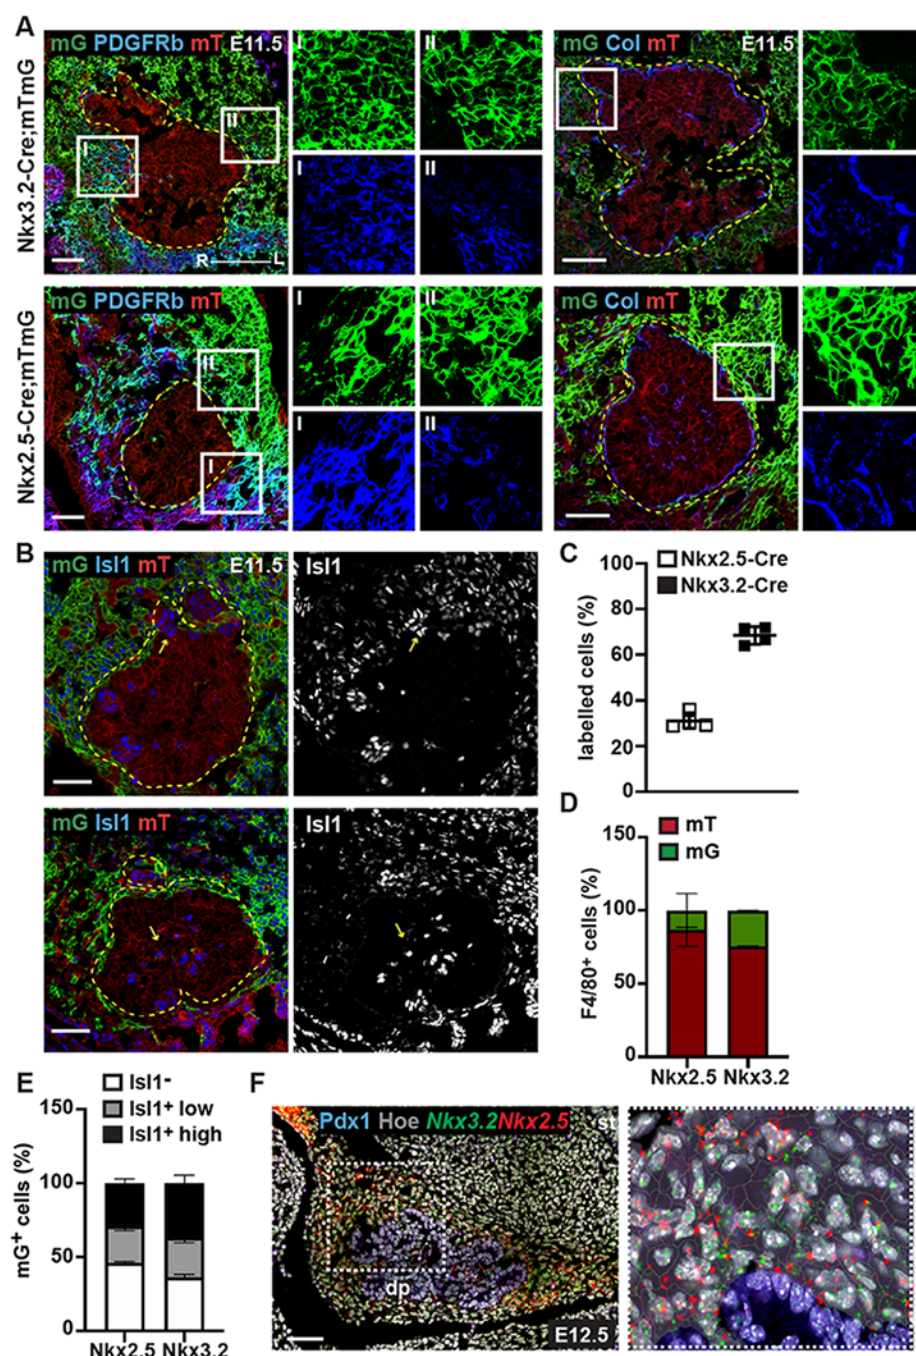 A
mG PDGFRb mT E11.5
I
II
mG Col mT E11.5
Nkx3.2-Cre;mTmG
I
II
I
II
R L
mG PDGFRb mT
I
II
mG Col mT
Nkx2.5-Cre;mTmG
II
I
I
II
B
mG Isl1 mT E11.5
Isl1
mG Isl1 mT
Isl1
C
Nkx2.5-Cre
Nkx3.2-Cre
100
80
60
40
20
0
labelled cells (%)
D
mT
mG
150
100
50
0
F4/80+ cells (%)
Nkx2.5 Nkx3.2
E
Isl1-
Isl1+ low
Isl1+ high
150
100
50
0
mG+ cells (%)
Nkx2.5 Nkx3.2
F
Pdx1 Hoe Nkx3.2Nkx2.5 st
dp
E12.5